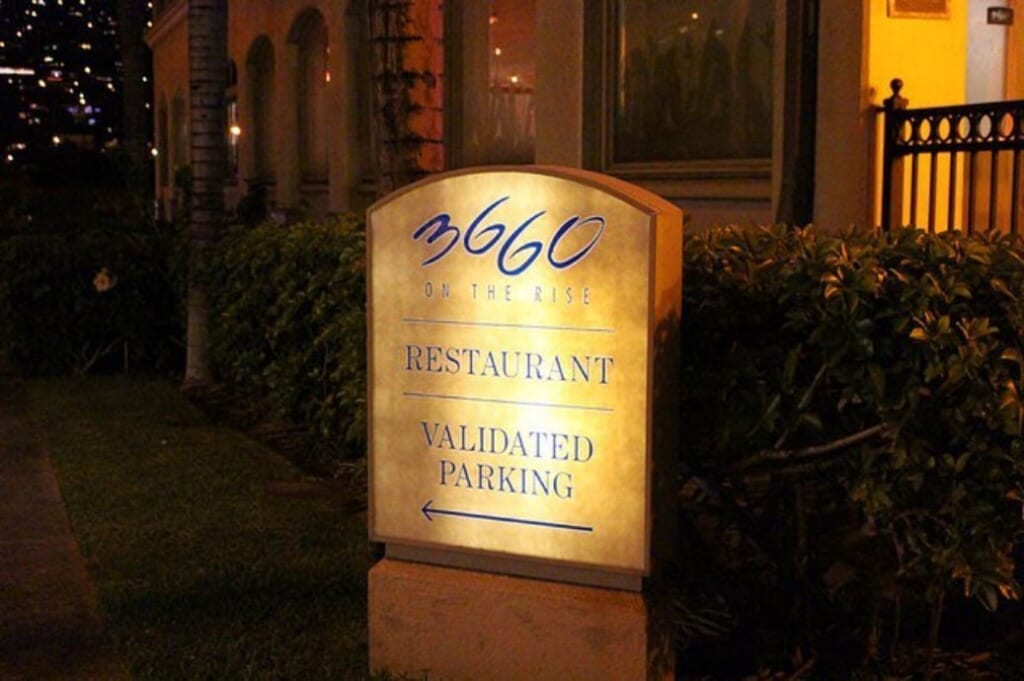 3660
ON THE RISE
RESTAURANT
VALIDATED
PARKING